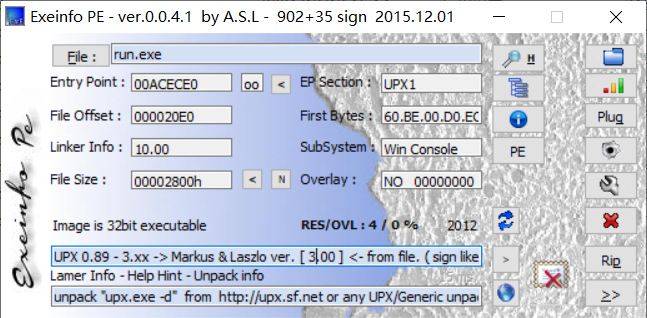 Exeinfo PE - ver.0.0.4.1 by A.S.L - 902+35 sign 2015.12.01
File : run.exe H
Entry Point : 00ACECE0 oo < EP Section : UPX1
File Offset : 000020E0 First Bytes : 60.BE.00.D0.EC Plug
Linker Info : 10.00 SubSystem : Win Console PE
File Size : 00002800h < N Overlay : NO 00000000
Image is 32bit executable RES/OVL : 4 / 0 % 2012
UPX 0.89 - 3.xx -> Markus & Laszlo ver. [ 3.00 ] <- from file. ( sign like > Rip
Lamer Info - Help Hint - Unpack info
unpack "upx.exe -d" from http://upx.sf.net or any UPX/Generic unpa >>
Exeinfo Pe